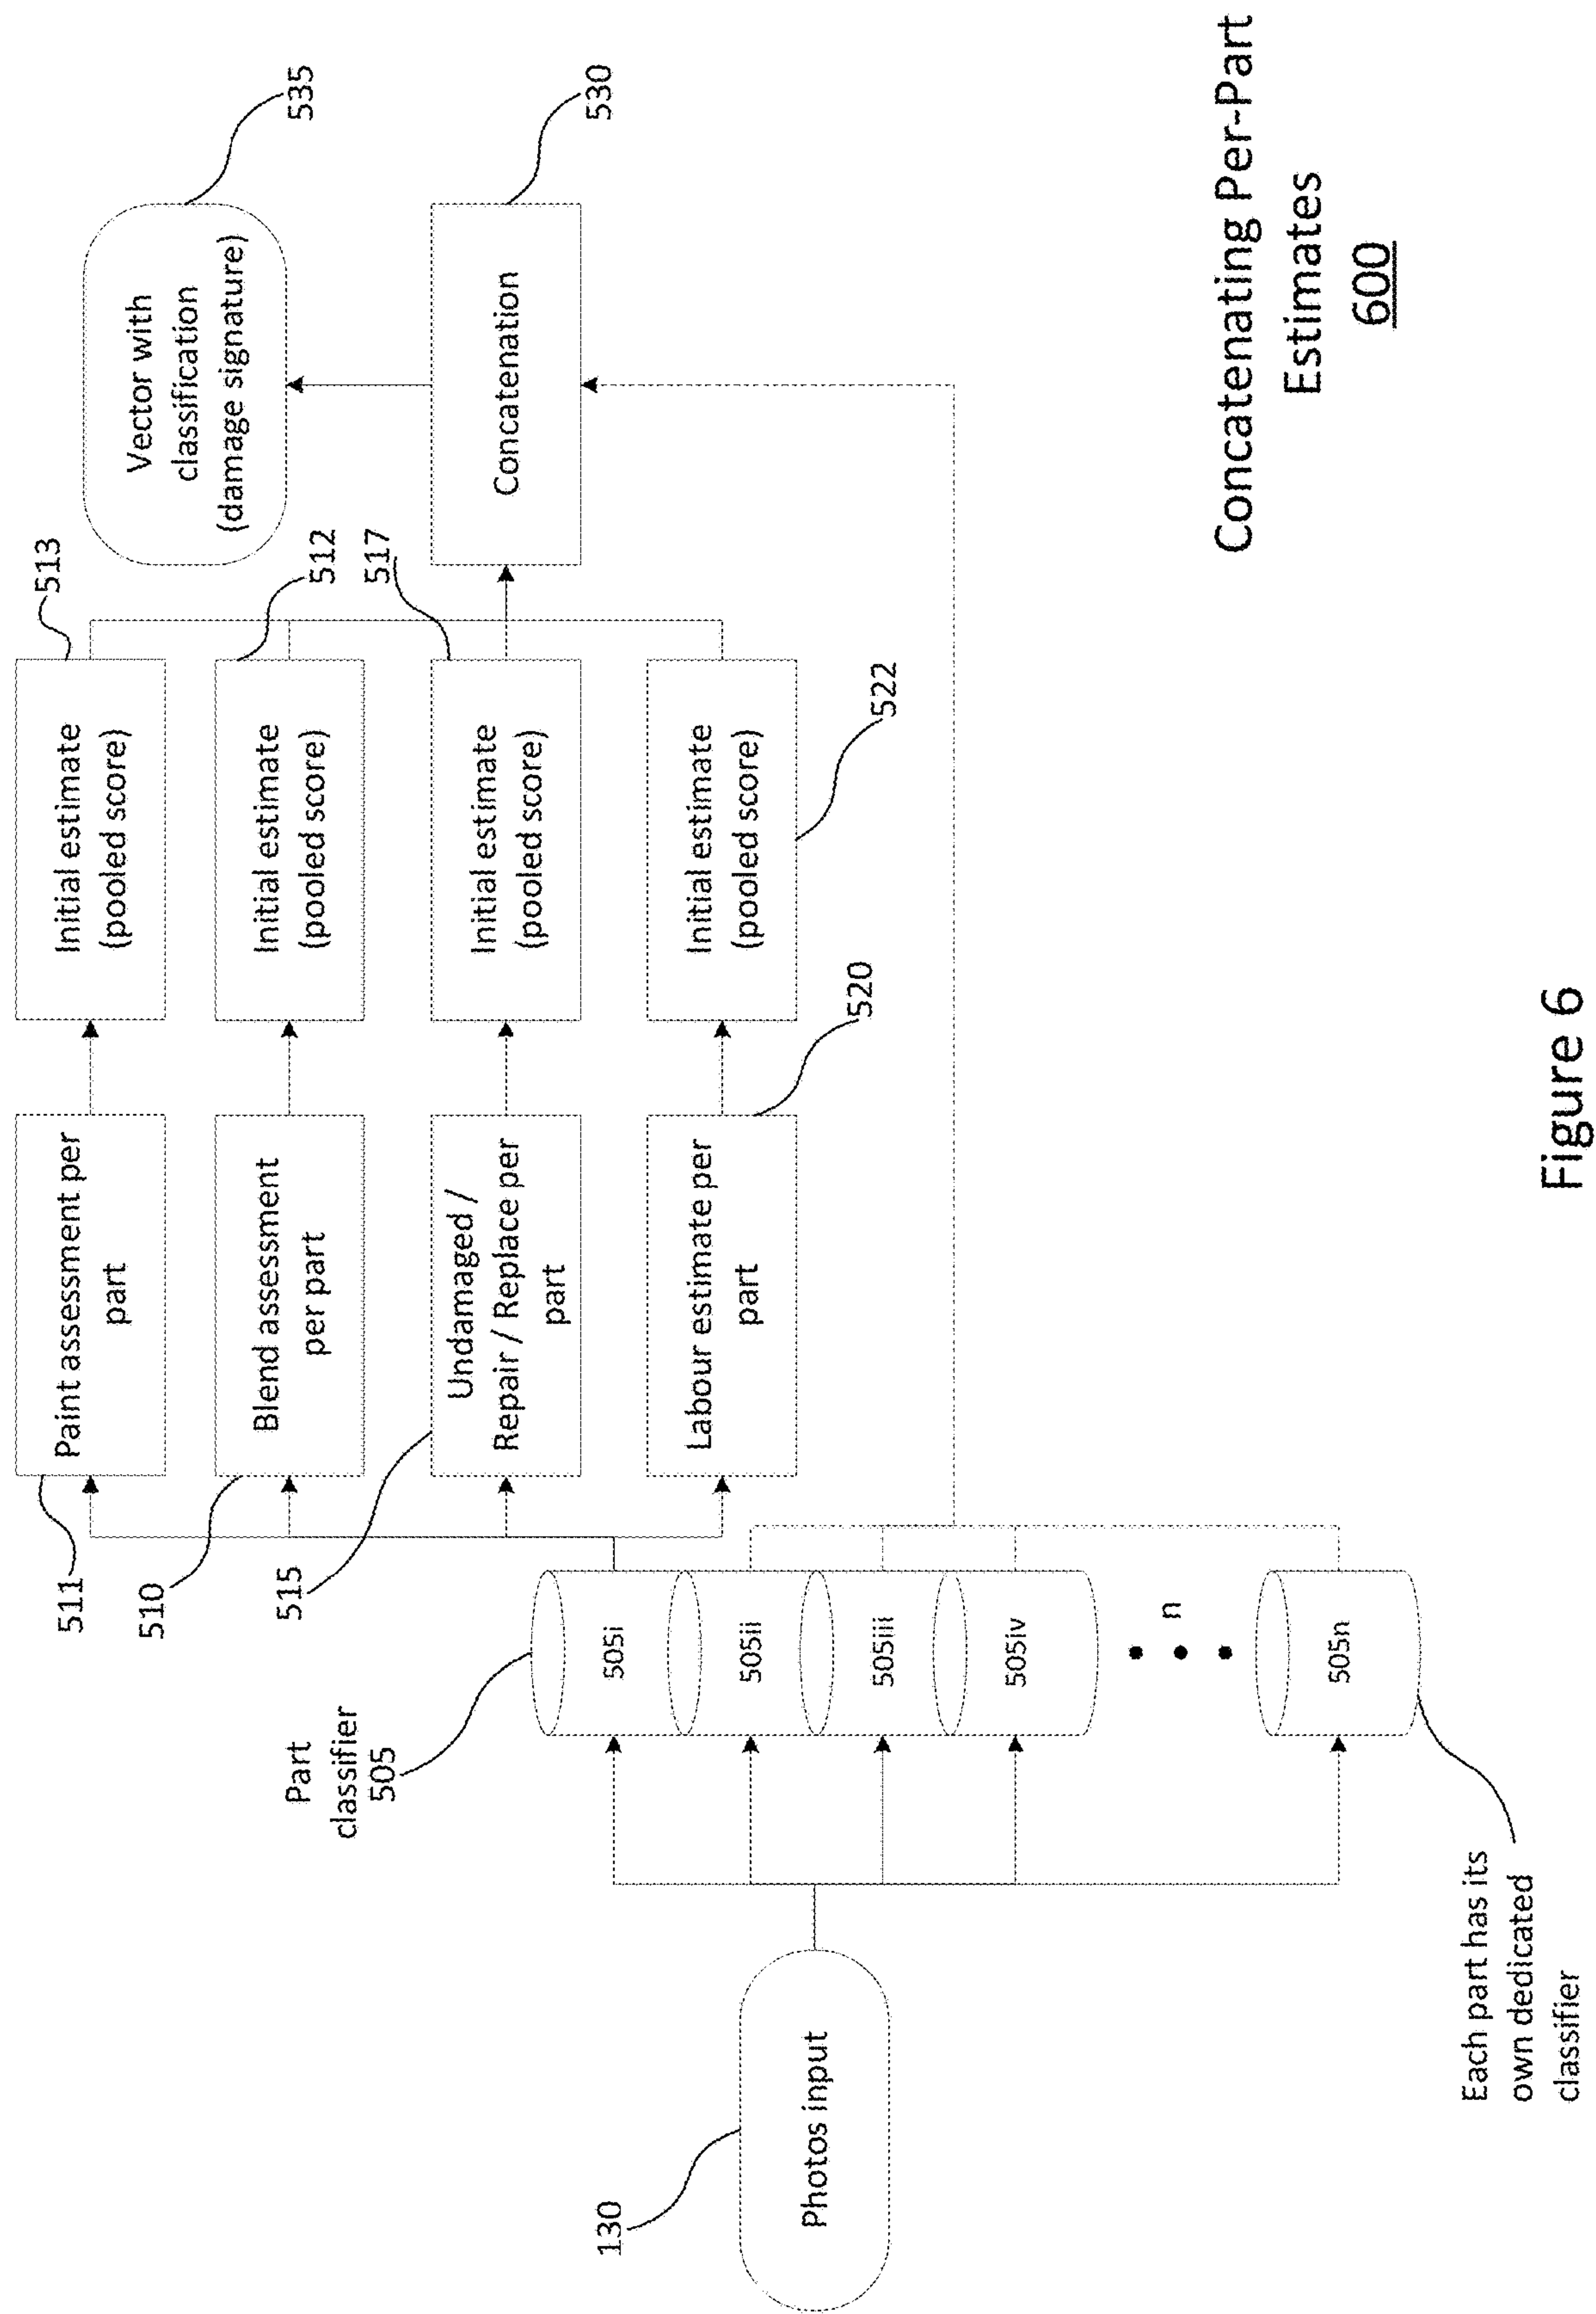 130
Photos input
Part
classifier
505
505i
505ii
505iii
505iv
n
505n
Each part has its
own dedicated
classifier
511
Paint assessment per
part
513
Initial estimate
(pooled score)
510
Blend assessment
per part
512
Initial estimate
(pooled score)
515
Undamaged /
Repair / Replace per
part
517
Initial estimate
(pooled score)
520
Labour estimate per
part
522
Initial estimate
(pooled score)
535
Vector with
classification
(damage signature)
530
Concatenation
Concatenating Per-Part
Estimates
600
Figure 6